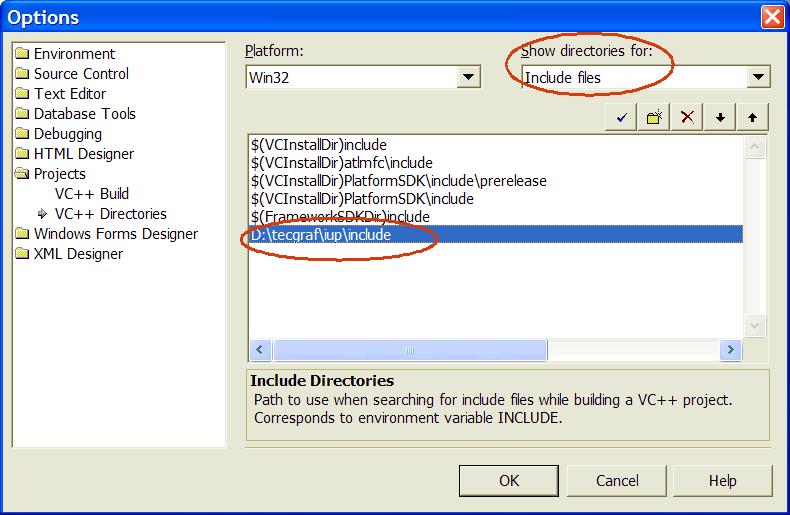 Options
Environment
Source Control
Text Editor
Database Tools
Debugging
HTML Designer
Projects
VC++ Build
VC++ Directories
Windows Forms Designer
XML Designer
Platform:
Win32
Show directories for:
Include files
$(VCInstallDir)include
$(VCInstallDir)atlmfc\include
$(VCInstallDir)PlatformSDK\include\prerelease
$(VCInstallDir)PlatformSDK\include
$(FrameworkSDKDir)include
D:\tecgraf\iup\include
Include Directories
Path to use when searching for include files while building a VC++ project.
Corresponds to environment variable INCLUDE.
OK
Cancel
Help